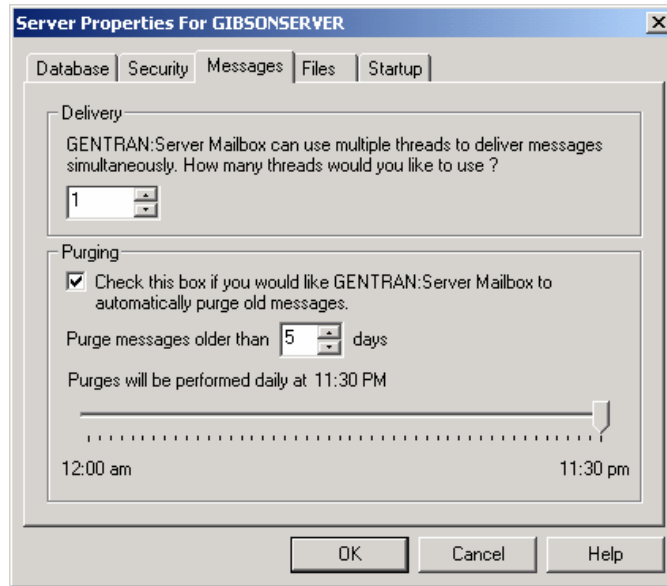 Server Properties For GIBSONSERVER
Database Security Messages Files Startup
Delivery
GENTRAN:Server Mailbox can use multiple threads to deliver messages
simultaneously. How many threads would you like to use ?
1
Purging
Check this box if you would like GENTRAN:Server Mailbox to
automatically purge old messages.
Purge messages older than 5 days
Purges will be performed daily at 11:30 PM
12:00 am 11:30 pm
OK Cancel Help